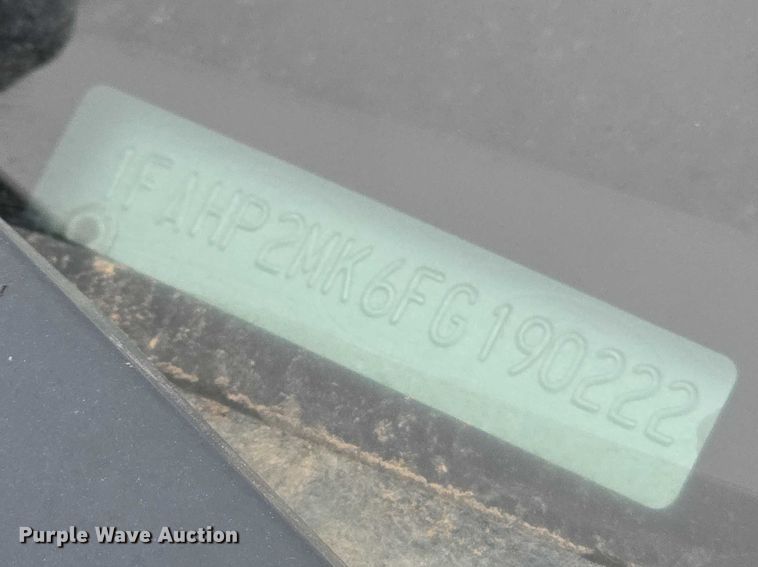 1FAHP2MK6FG190222
Purple Wave Auction